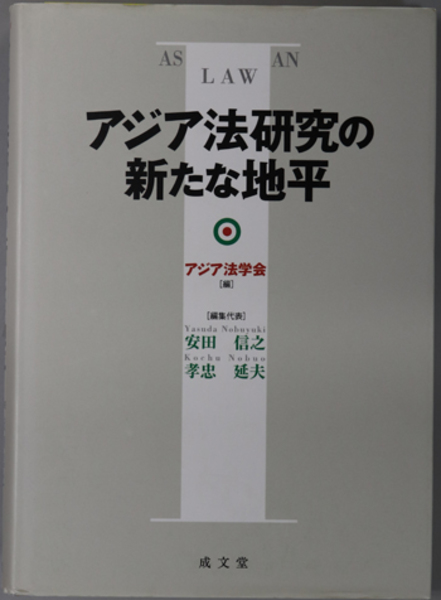 AS I AN
LAW
アジア法研究の
新たな地平
アジア法学会
[編]
[編集代表]
Yasuda Nobuyuki
安田 信之
Kochu Nobuo
孝忠 延夫
成文堂